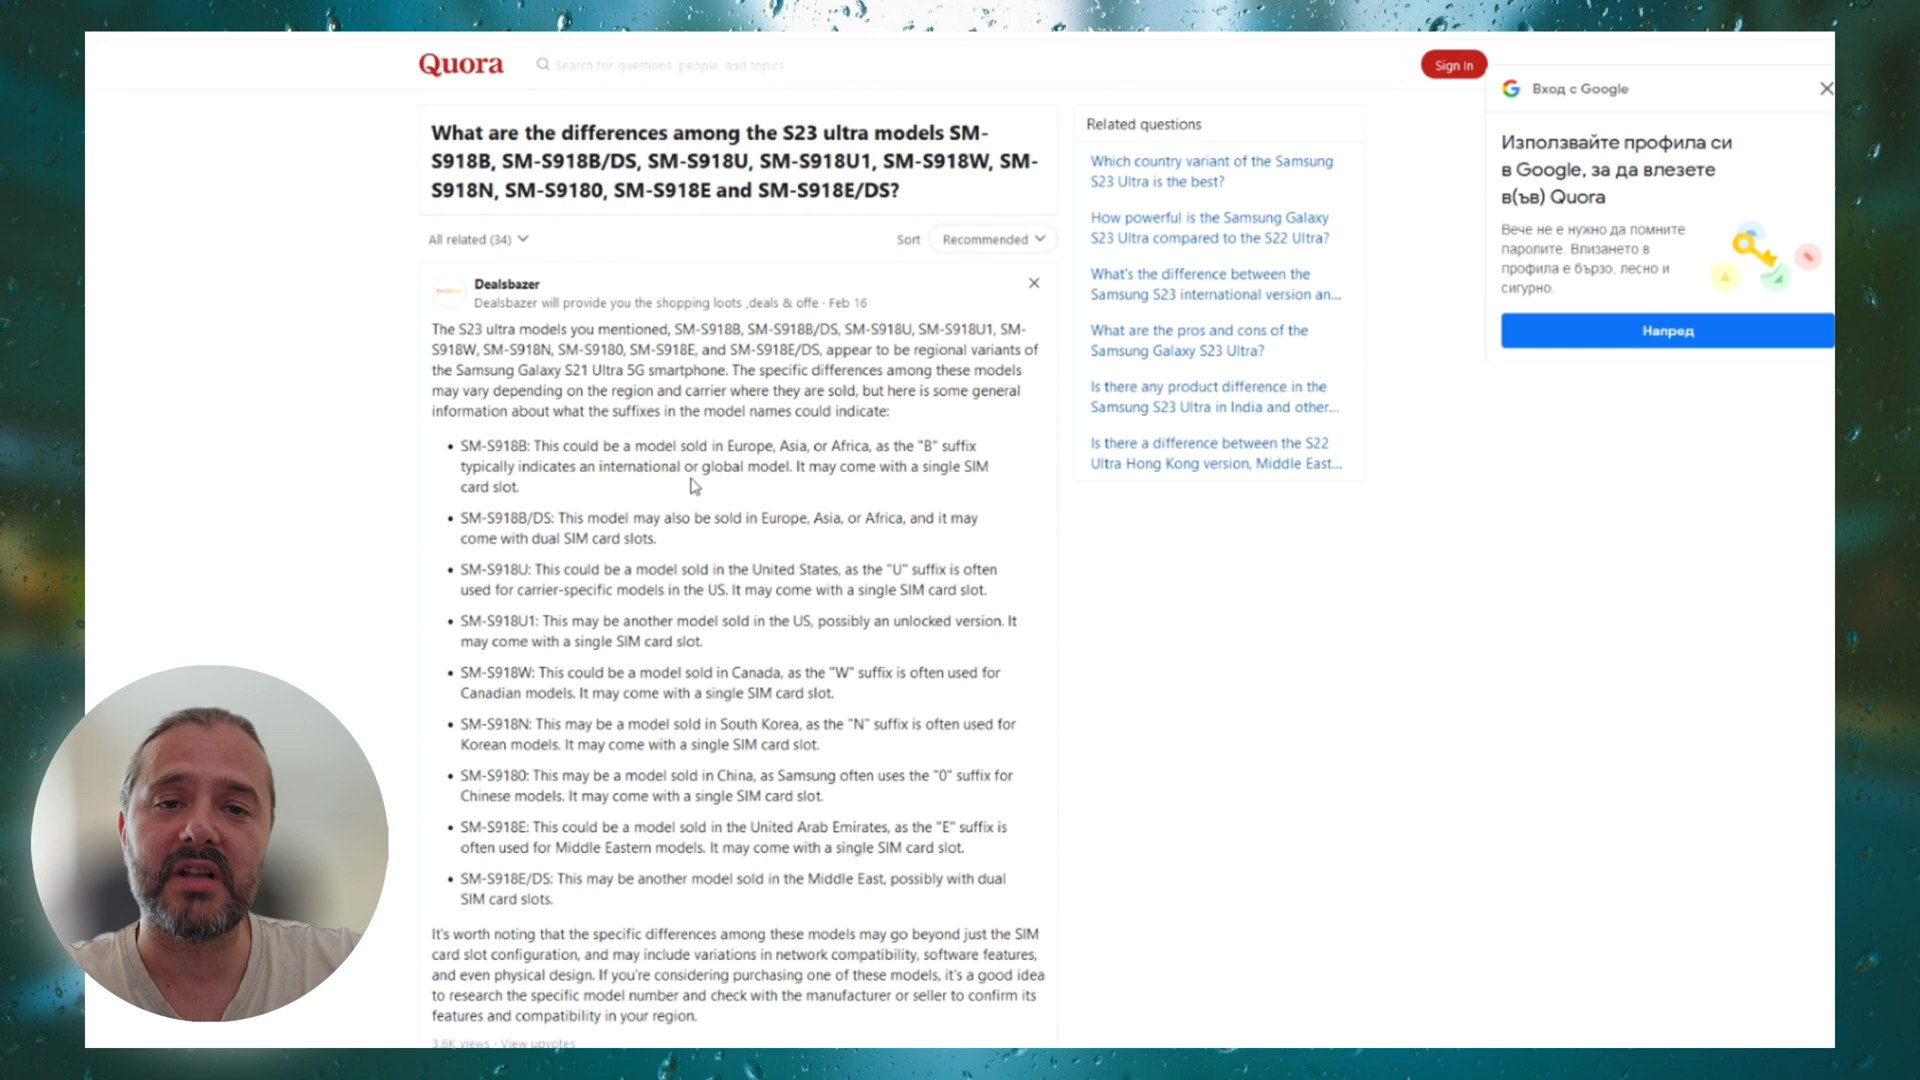 Quora
Search for questions, people, and topics
Sign In
What are the differences among the S23 ultra models SM-
S918B, SM-S918B/DS, SM-S918U, SM-S918U1, SM-S918W, SM-
S918N, SM-S9180, SM-S918E and SM-S918E/DS?
All related (34)
Sort
Recommended
Dealsbazer
Dealsbazer will provide you the shopping loots ,deals & offe · Feb 16
The S23 ultra models you mentioned, SM-S918B, SM-S918B/DS, SM-S918U, SM-S918U1, SM-
S918W, SM-S918N, SM-S9180, SM-S918E, and SM-S918E/DS, appear to be regional variants of
the Samsung Galaxy S21 Ultra 5G smartphone. The specific differences among these models
may vary depending on the region and carrier where they are sold, but here is some general
information about what the suffixes in the model names could indicate:
• SM-S918B: This could be a model sold in Europe, Asia, or Africa, as the "B" suffix
typically indicates an international or global model. It may come with a single SIM
card slot.
• SM-S918B/DS: This model may also be sold in Europe, Asia, or Africa, and it may
come with dual SIM card slots.
• SM-S918U: This could be a model sold in the United States, as the "U" suffix is often
used for carrier-specific models in the US. It may come with a single SIM card slot.
• SM-S918U1: This may be another model sold in the US, possibly an unlocked version. It
may come with a single SIM card slot.
• SM-S918W: This could be a model sold in Canada, as the "W" suffix is often used for
Canadian models. It may come with a single SIM card slot.
• SM-S918N: This may be a model sold in South Korea, as the "N" suffix is often used for
Korean models. It may come with a single SIM card slot.
• SM-S9180: This may be a model sold in China, as Samsung often uses the "0" suffix for
Chinese models. It may come with a single SIM card slot.
• SM-S918E: This could be a model sold in the United Arab Emirates, as the "E" suffix is
often used for Middle Eastern models. It may come with a single SIM card slot.
• SM-S918E/DS: This may be another model sold in the Middle East, possibly with dual
SIM card slots.
It's worth noting that the specific differences among these models may go beyond just the SIM
card slot configuration, and may include variations in network compatibility, software features,
and even physical design. If you're considering purchasing one of these models, it's a good idea
to research the specific model number and check with the manufacturer or seller to confirm its
features and compatibility in your region.
3.6K views · View upvotes
Related questions
Which country variant of the Samsung
S23 Ultra is the best?
How powerful is the Samsung Galaxy
S23 Ultra compared to the S22 Ultra?
What's the difference between the
Samsung S23 international version an...
What are the pros and cons of the
Samsung Galaxy S23 Ultra?
Is there any product difference in the
Samsung S23 Ultra in India and other...
Is there a difference between the S22
Ultra Hong Kong version, Middle East...
Вход с Google
Използвайте профила си
в Google, за да влезете
в(ъв) Quora
Вече не е нужно да помните
паролите. Влизането в
профила е бързо, лесно и
сигурно.
Напред